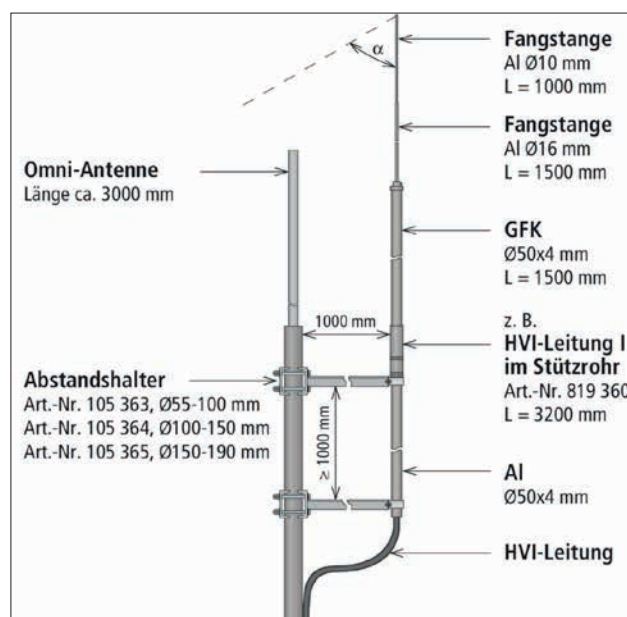 Fangstange
Al Ø10 mm
L = 1000 mm
α
Fangstange
Al Ø16 mm
L = 1500 mm
Omni-Antenne
Länge ca. 3000 mm
GFK
Ø50x4 mm
L = 1500 mm
1000 mm
z. B.
HVI-Leitung I
im Stützrohr
Art.-Nr. 819 360
L = 3200 mm
Abstandshalter
Art.-Nr. 105 363, Ø55-100 mm
Art.-Nr. 105 364, Ø100-150 mm
Art.-Nr. 105 365, Ø150-190 mm
≥ 1000 mm
Al
Ø50x4 mm
HVI-Leitung